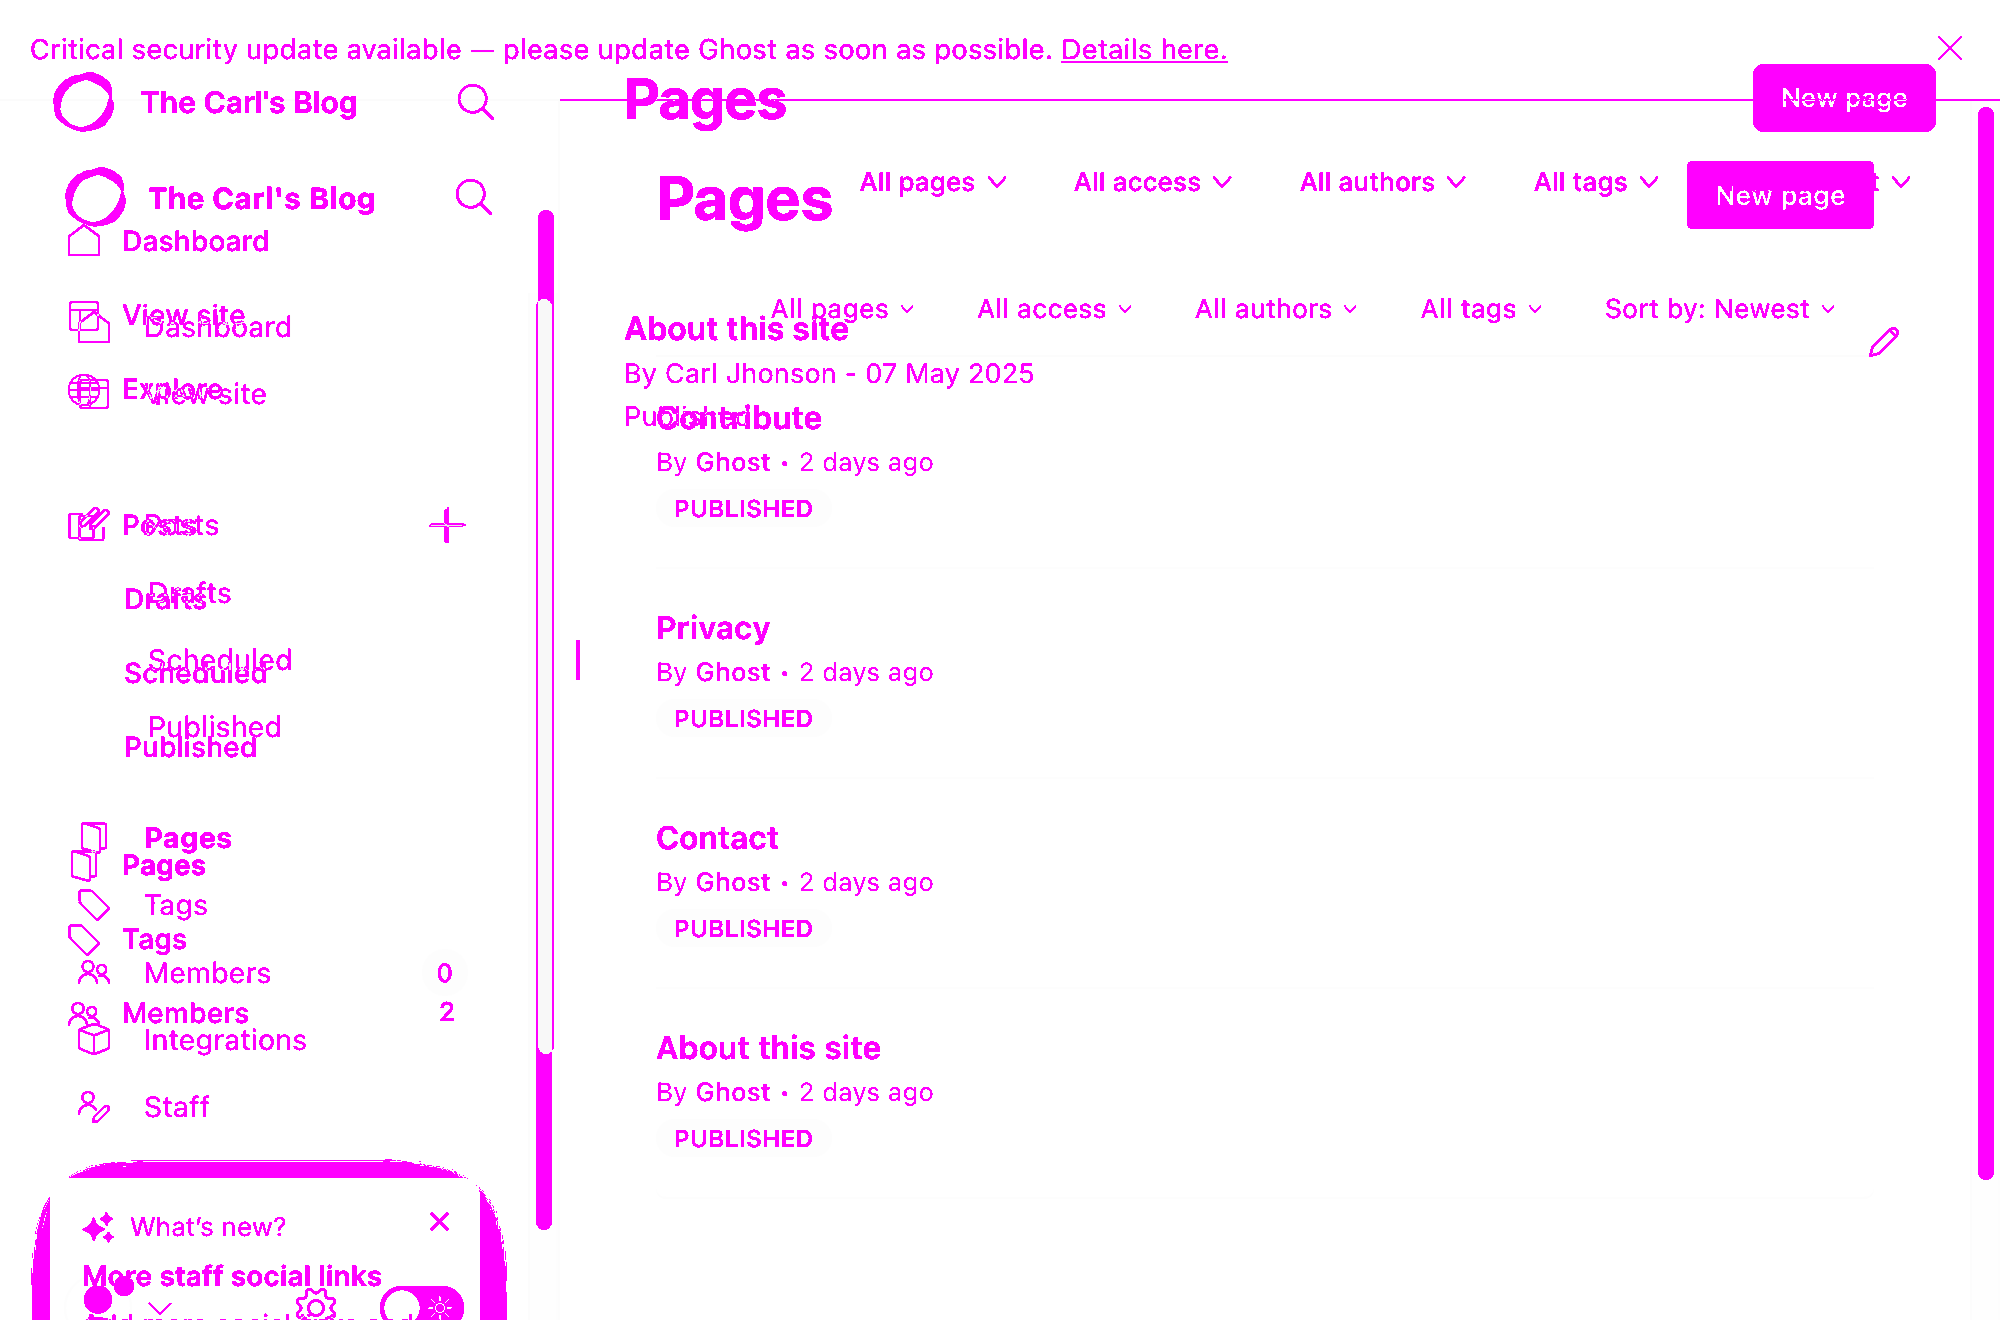 Critical security update available — please update Ghost as soon as possible. Details here.
The Carl's Blog
Pages
New page
The Carl's Blog
Pages
All pages
All access
All authors
All tags
New page
Dashboard
View site
Dashboard
All pages
All access
All authors
All tags
Sort by: Newest
About this site
By Carl Jhonson - 07 May 2025
Explore
View site
Published
Contribute
By Ghost • 2 days ago
PUBLISHED
Posts
Posts
Drafts
Drafts
Scheduled
Scheduled
Published
Published
Privacy
By Ghost • 2 days ago
PUBLISHED
Pages
Pages
Tags
Tags
Members 0
Members 2
Integrations
Staff
Contact
By Ghost • 2 days ago
PUBLISHED
About this site
By Ghost • 2 days ago
PUBLISHED
What's new?
More staff social links